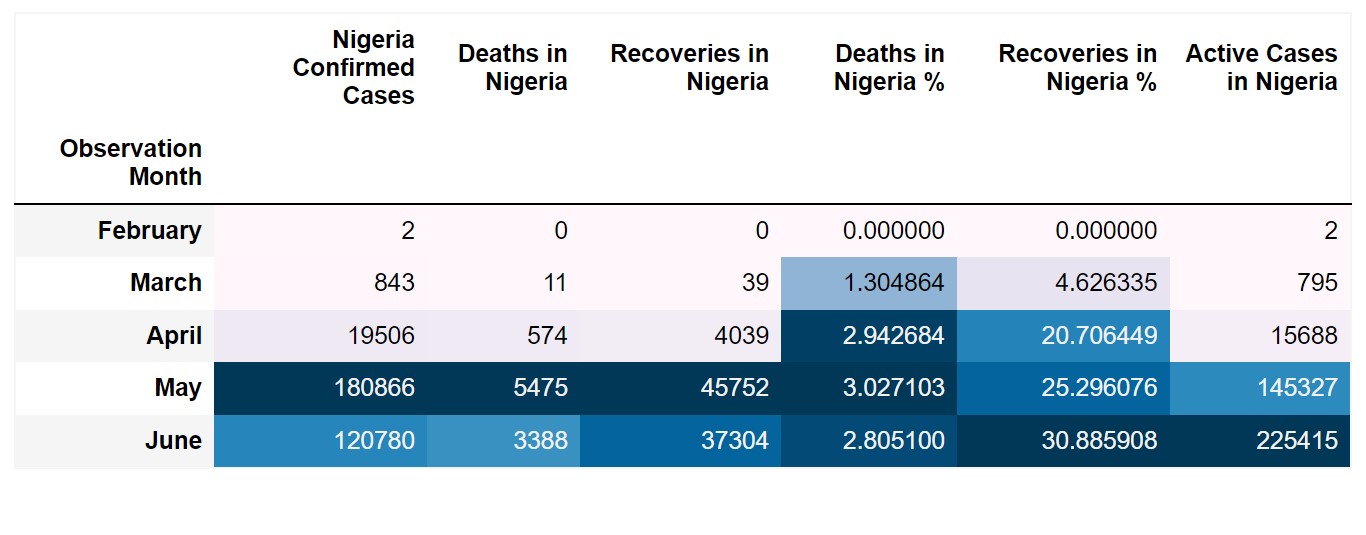 Nigeria Confirmed Cases Deaths in Nigeria Recoveries in Nigeria Deaths in Nigeria % Recoveries in Nigeria % Active Cases in Nigeria
Observation Month
February 2 0 0 0.000000 0.000000 2
March 843 11 39 1.304864 4.626335 795
April 19506 574 4039 2.942684 20.706449 15688
May 180866 5475 45752 3.027103 25.296076 145327
June 120780 3388 37304 2.805100 30.885908 225415